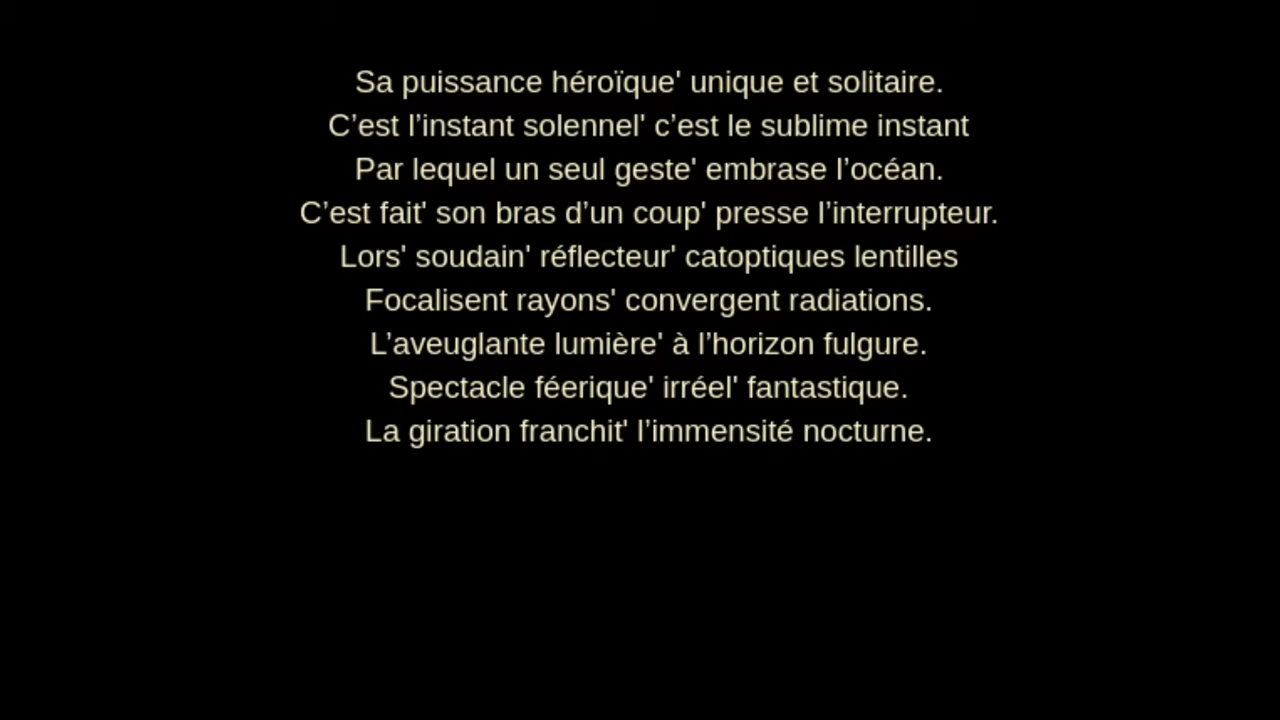 Sa puissance héroïque' unique et solitaire.
C’est l’instant solennel' c’est le sublime instant
Par lequel un seul geste' embrase l’océan.
C’est fait' son bras d’un coup' presse l’interrupteur.
Lors' soudain' réflecteur' catoptiques lentilles
Focalisent rayons' convergent radiations.
L’aveuglante lumière' à l’horizon fulgure.
Spectacle féerique' irréel' fantastique.
La giration franchit' l’immensité nocturne.